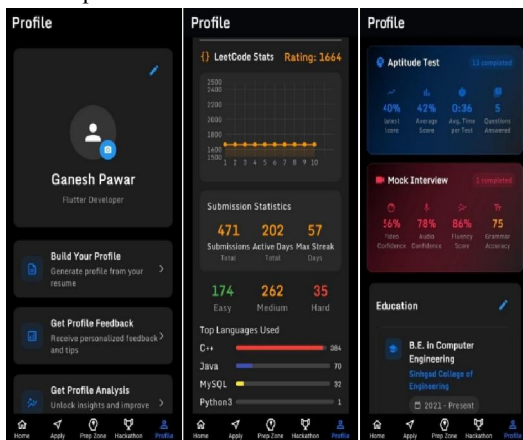 Profile
Ganesh Pawar
Flutter Developer
Build Your Profile
Generate profile from your
resume
Get Profile Feedback
Receive personalized feedback
and tips
Get Profile Analysis
Unlock insights and improve
Home Apply Prep Zone Hackathon Profile
Profile
{} LeetCode Stats Rating: 1664
2500
2400
2200
2000
1800
1600
1500
1 2 3 4 5 6 7 8 9 10
Submission Statistics
471 202 57
Submissions Active Days Max Streak
Total Total Days
174 262 35
Easy Medium Hard
Top Languages Used
C++ 384
Java 70
MySQL 32
Python3 1
Home Apply Prep Zone Hackathon Profile
Profile
Aptitude Test 13 completed
40% 42% 0:36 5
Latest Average Avg. Time Questions
Score Score per Test Answered
Mock Interview 1 completed
56% 78% 86% 75
Video Audio Fluency Grammar
Confidence Confidence Score Accuracy
Education
B.E. in Computer
Engineering
Sinhgad College of
Engineering
2021 - Present
Home Apply Prep Zone Hackathon Profile